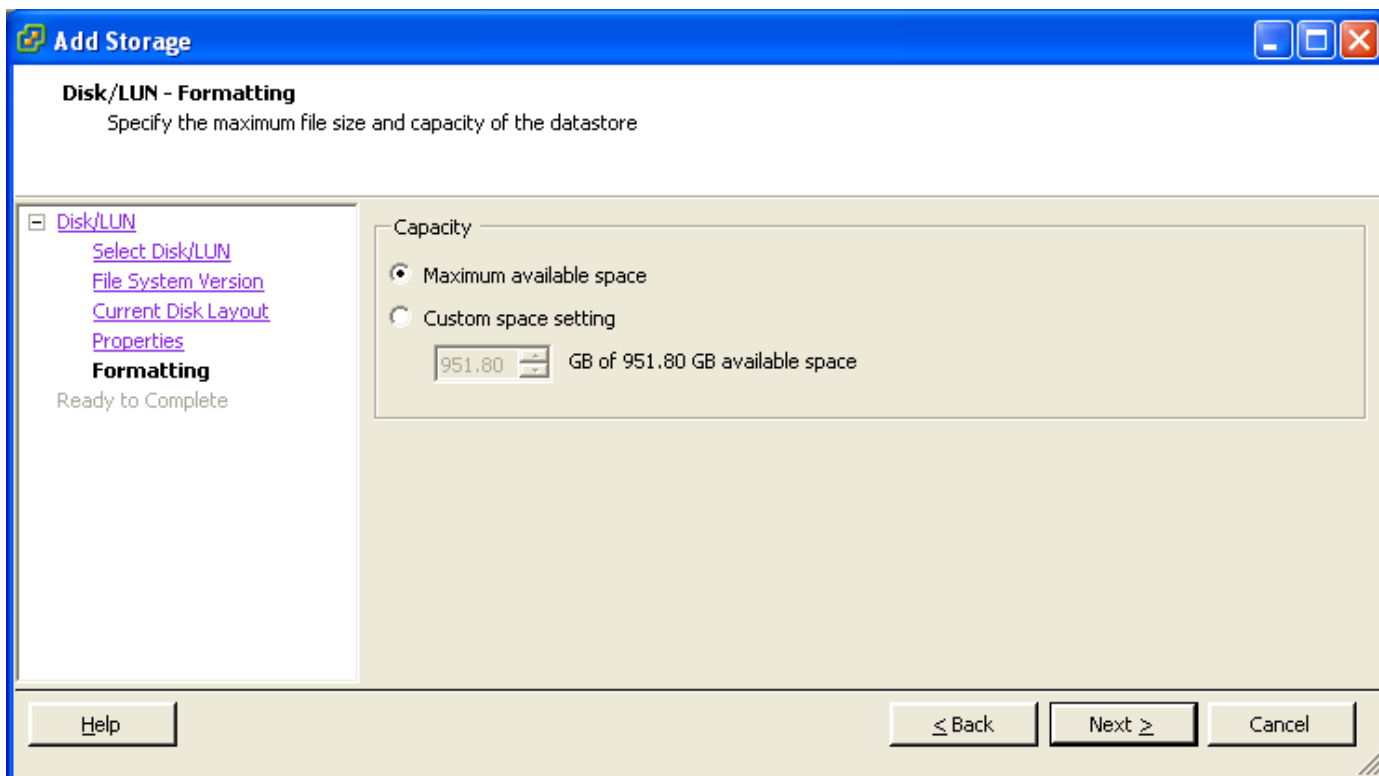 Add Storage
Disk/LUN - Formatting
Specify the maximum file size and capacity of the datastore
Disk/LUN
Select Disk/LUN
File System Version
Current Disk Layout
Properties
Formatting
Ready to Complete
Capacity
Maximum available space
Custom space setting
951.80 GB of 951.80 GB available space
Help
< Back
Next >
Cancel